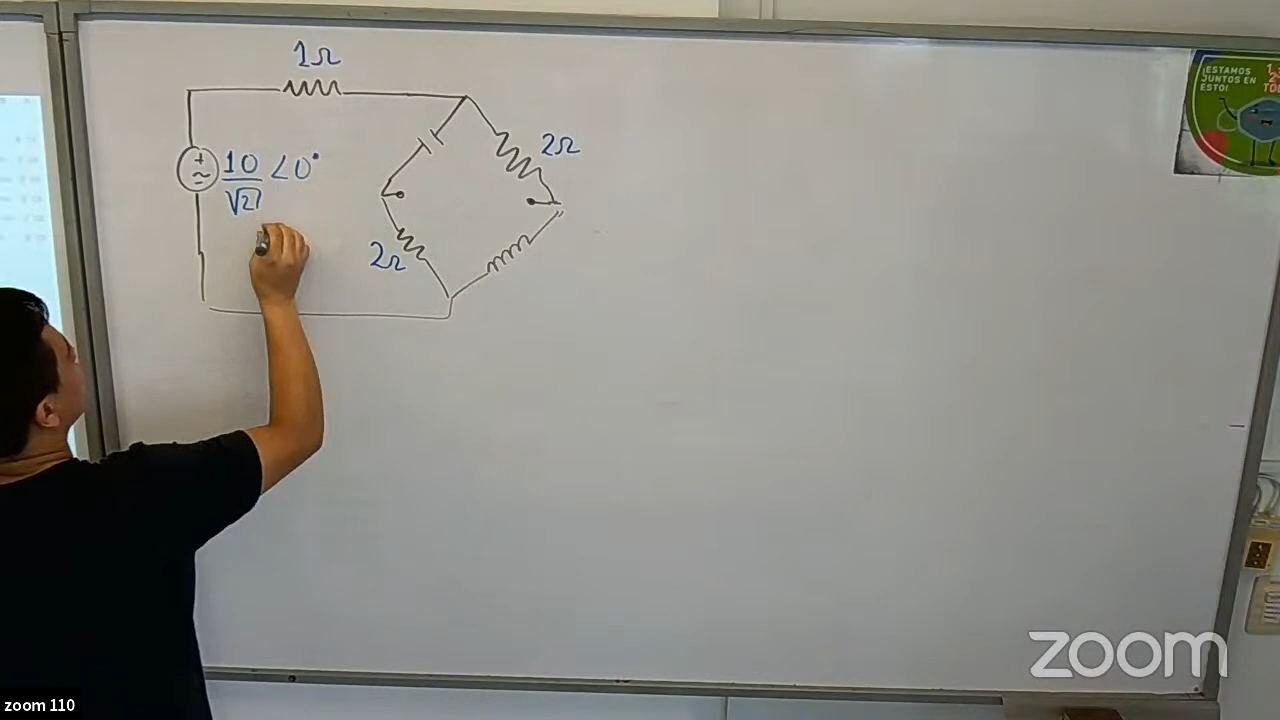 1Ω
10 ∠0°
√2
2Ω
2Ω
¡ESTAMOS
JUNTOS EN
ESTO!
zoom
zoom 110